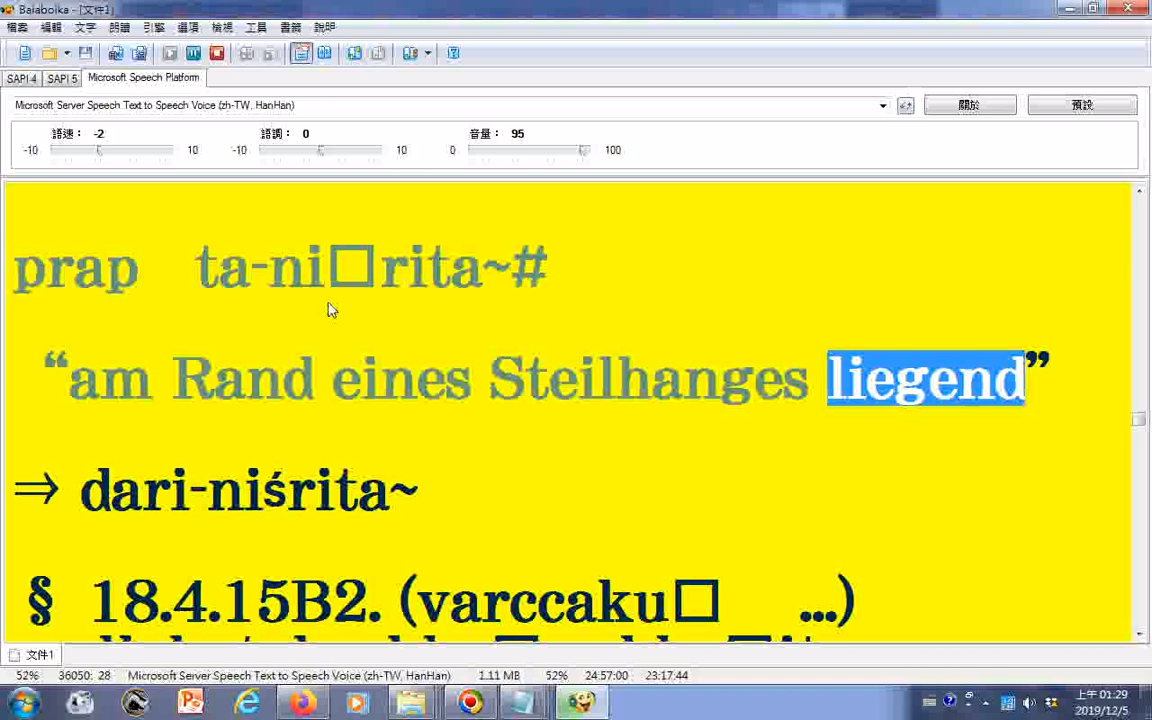 Balabolka - [文件1]
檔案 編輯 文字 朗讀 引擎 選項 檢視 工具 書籤 說明
SAPI 4 SAPI 5 Microsoft Speech Platform
Microsoft Server Speech Text to Speech Voice (zh-TW, HanHan) 關於 預設
語速: -2 語調: 0 音量: 95
-10 10 -10 10 0 100
prap ta-ni□rita~#
“am Rand eines Steilhanges liegend”
⇒ dari-niśrita~
§ 18.4.15B2. (varccaku□ ...)
文件1
52% 36050: 28 Microsoft Server Speech Text to Speech Voice (zh-TW, HanHan) 1.11 MB 52% 24:57:00 23:17:44
上午 01:29
2019/12/5